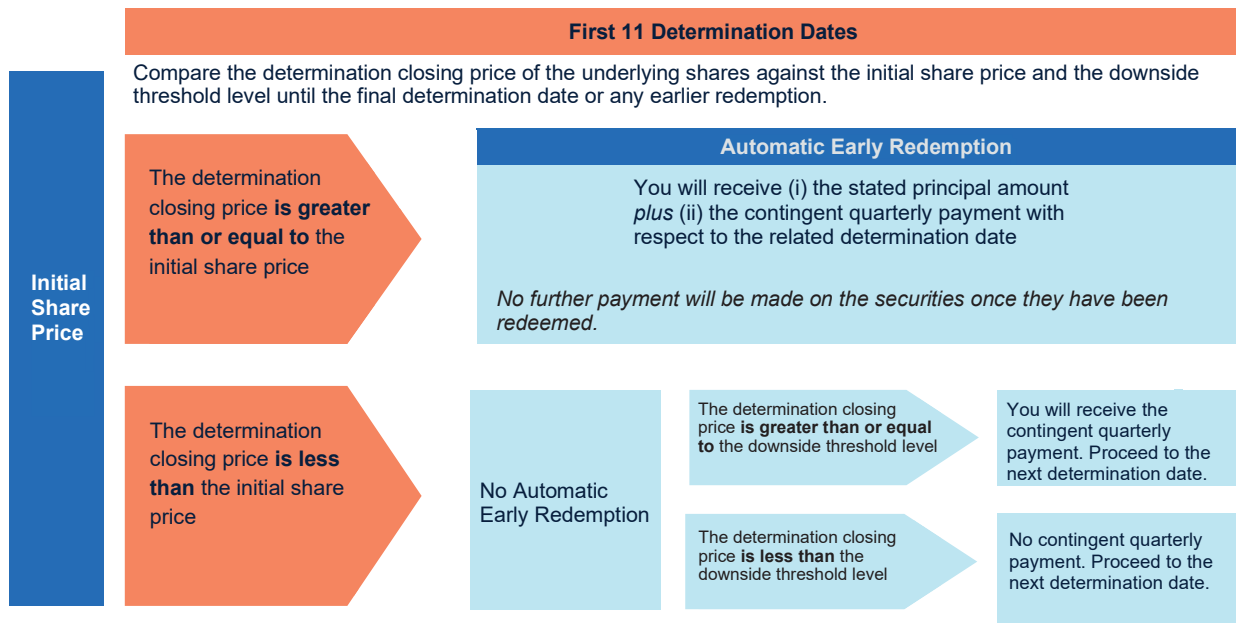 First 11 Determination Dates
Compare the determination closing price of the underlying shares against the initial share price and the downside
threshold level until the final determination date or any earlier redemption.
Initial
Share
Price
The determination
closing price is greater
than or equal to the
initial share price
Automatic Early Redemption
You will receive (i) the stated principal amount
plus (ii) the contingent quarterly payment with
respect to the related determination date
No further payment will be made on the securities once they have been
redeemed.
The determination
closing price is less
than the initial share
price
No Automatic
Early Redemption
The determination closing
price is greater than or equal
to the downside threshold level
You will receive the
contingent quarterly
payment. Proceed to the
next determination date.
The determination closing
price is less than the
downside threshold level
No contingent quarterly
payment. Proceed to the
next determination date.